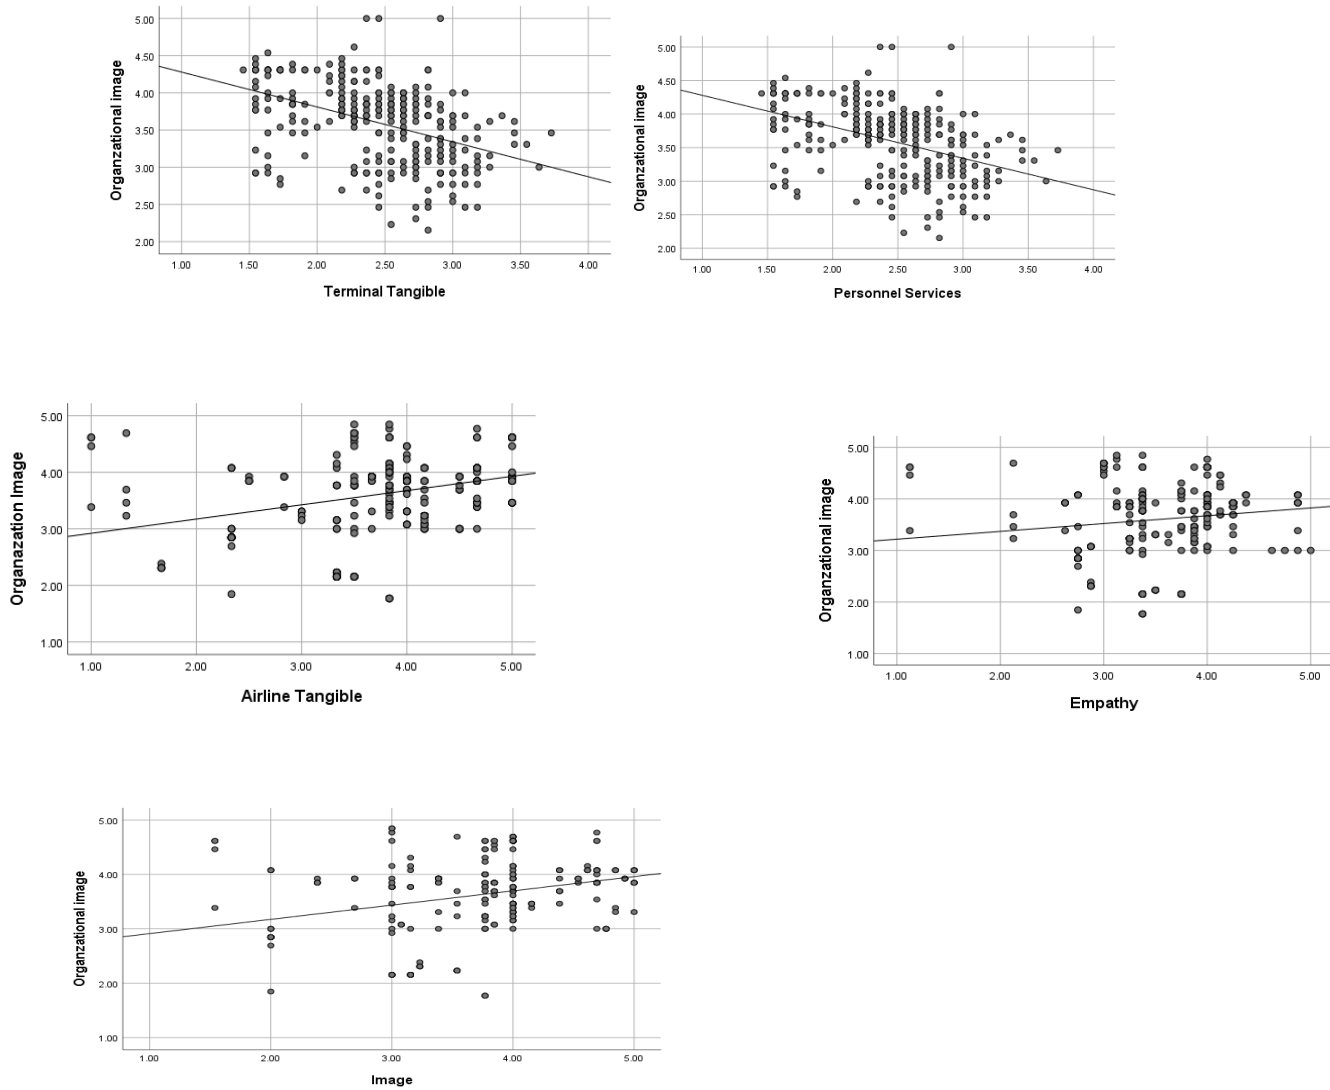 5.00
4.50
4.00
3.50
3.00
2.50
2.00
Organzational image
1.00 1.50 2.00 2.50 3.00 3.50 4.00
Terminal Tangible
5.00
4.50
4.00
3.50
3.00
2.50
2.00
Organzational image
1.00 1.50 2.00 2.50 3.00 3.50 4.00
Personnel Services
5.00
4.00
3.00
2.00
1.00
Organazation Image
1.00 2.00 3.00 4.00 5.00
Airline Tangible
5.00
4.00
3.00
2.00
1.00
Organzational image
1.00 2.00 3.00 4.00 5.00
Empathy
5.00
4.00
3.00
2.00
1.00
Organzational image
1.00 2.00 3.00 4.00 5.00
Image